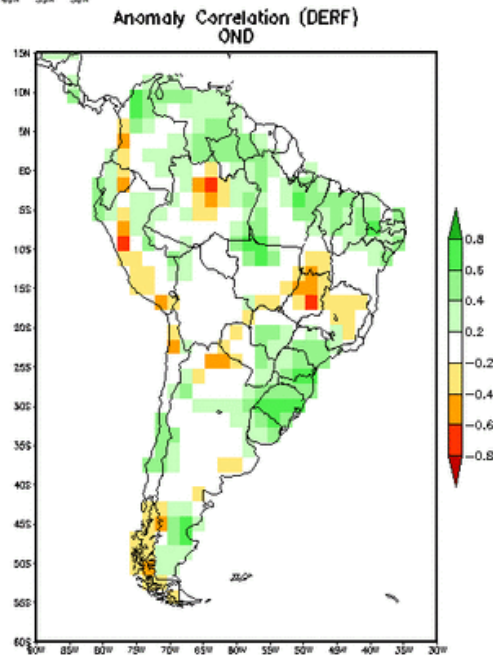 Anomaly Correlation (DERF)
OND
15N
10N
5N
EQ
5S
10S
15S
20S
25S
30S
35S
40S
45S
50S
55S
60S
90W 85W 80W 75W 70W 65W 60W 55W 50W 45W 40W 35W 30W
0.8
0.6
0.4
0.2
-0.2
-0.4
-0.6
-0.8